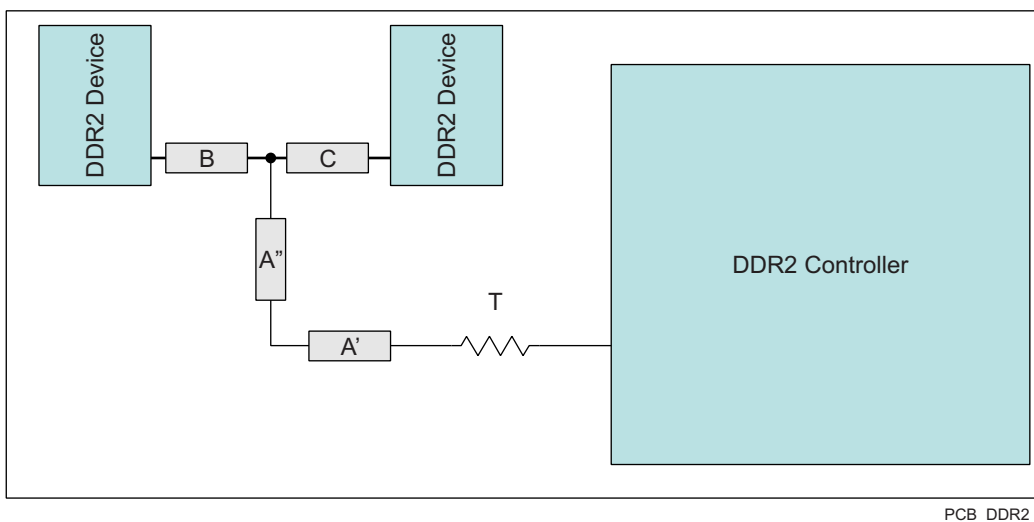 DDR2 Device
DDR2 Device
B
C
A”
T
DDR2 Controller
A'
PCB_DDR2